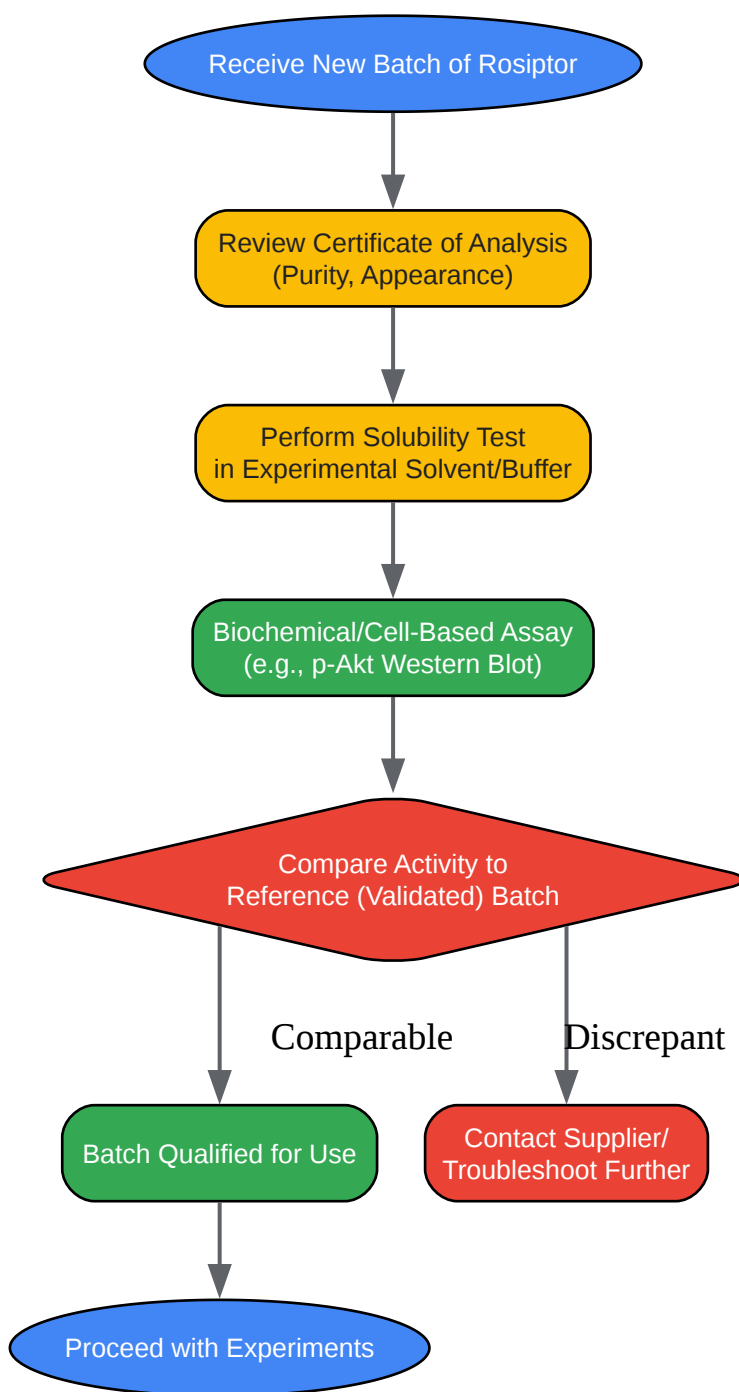 Receive New Batch of Rosiptor
Review Certificate of Analysis
(Purity, Appearance)
Perform Solubility Test
in Experimental Solvent/Buffer
Biochemical/Cell-Based Assay
(e.g., p-Akt Western Blot)
Compare Activity to
Reference (Validated) Batch
Comparable
Discrepant
Batch Qualified for Use
Contact Supplier/
Troubleshoot Further
Proceed with Experiments